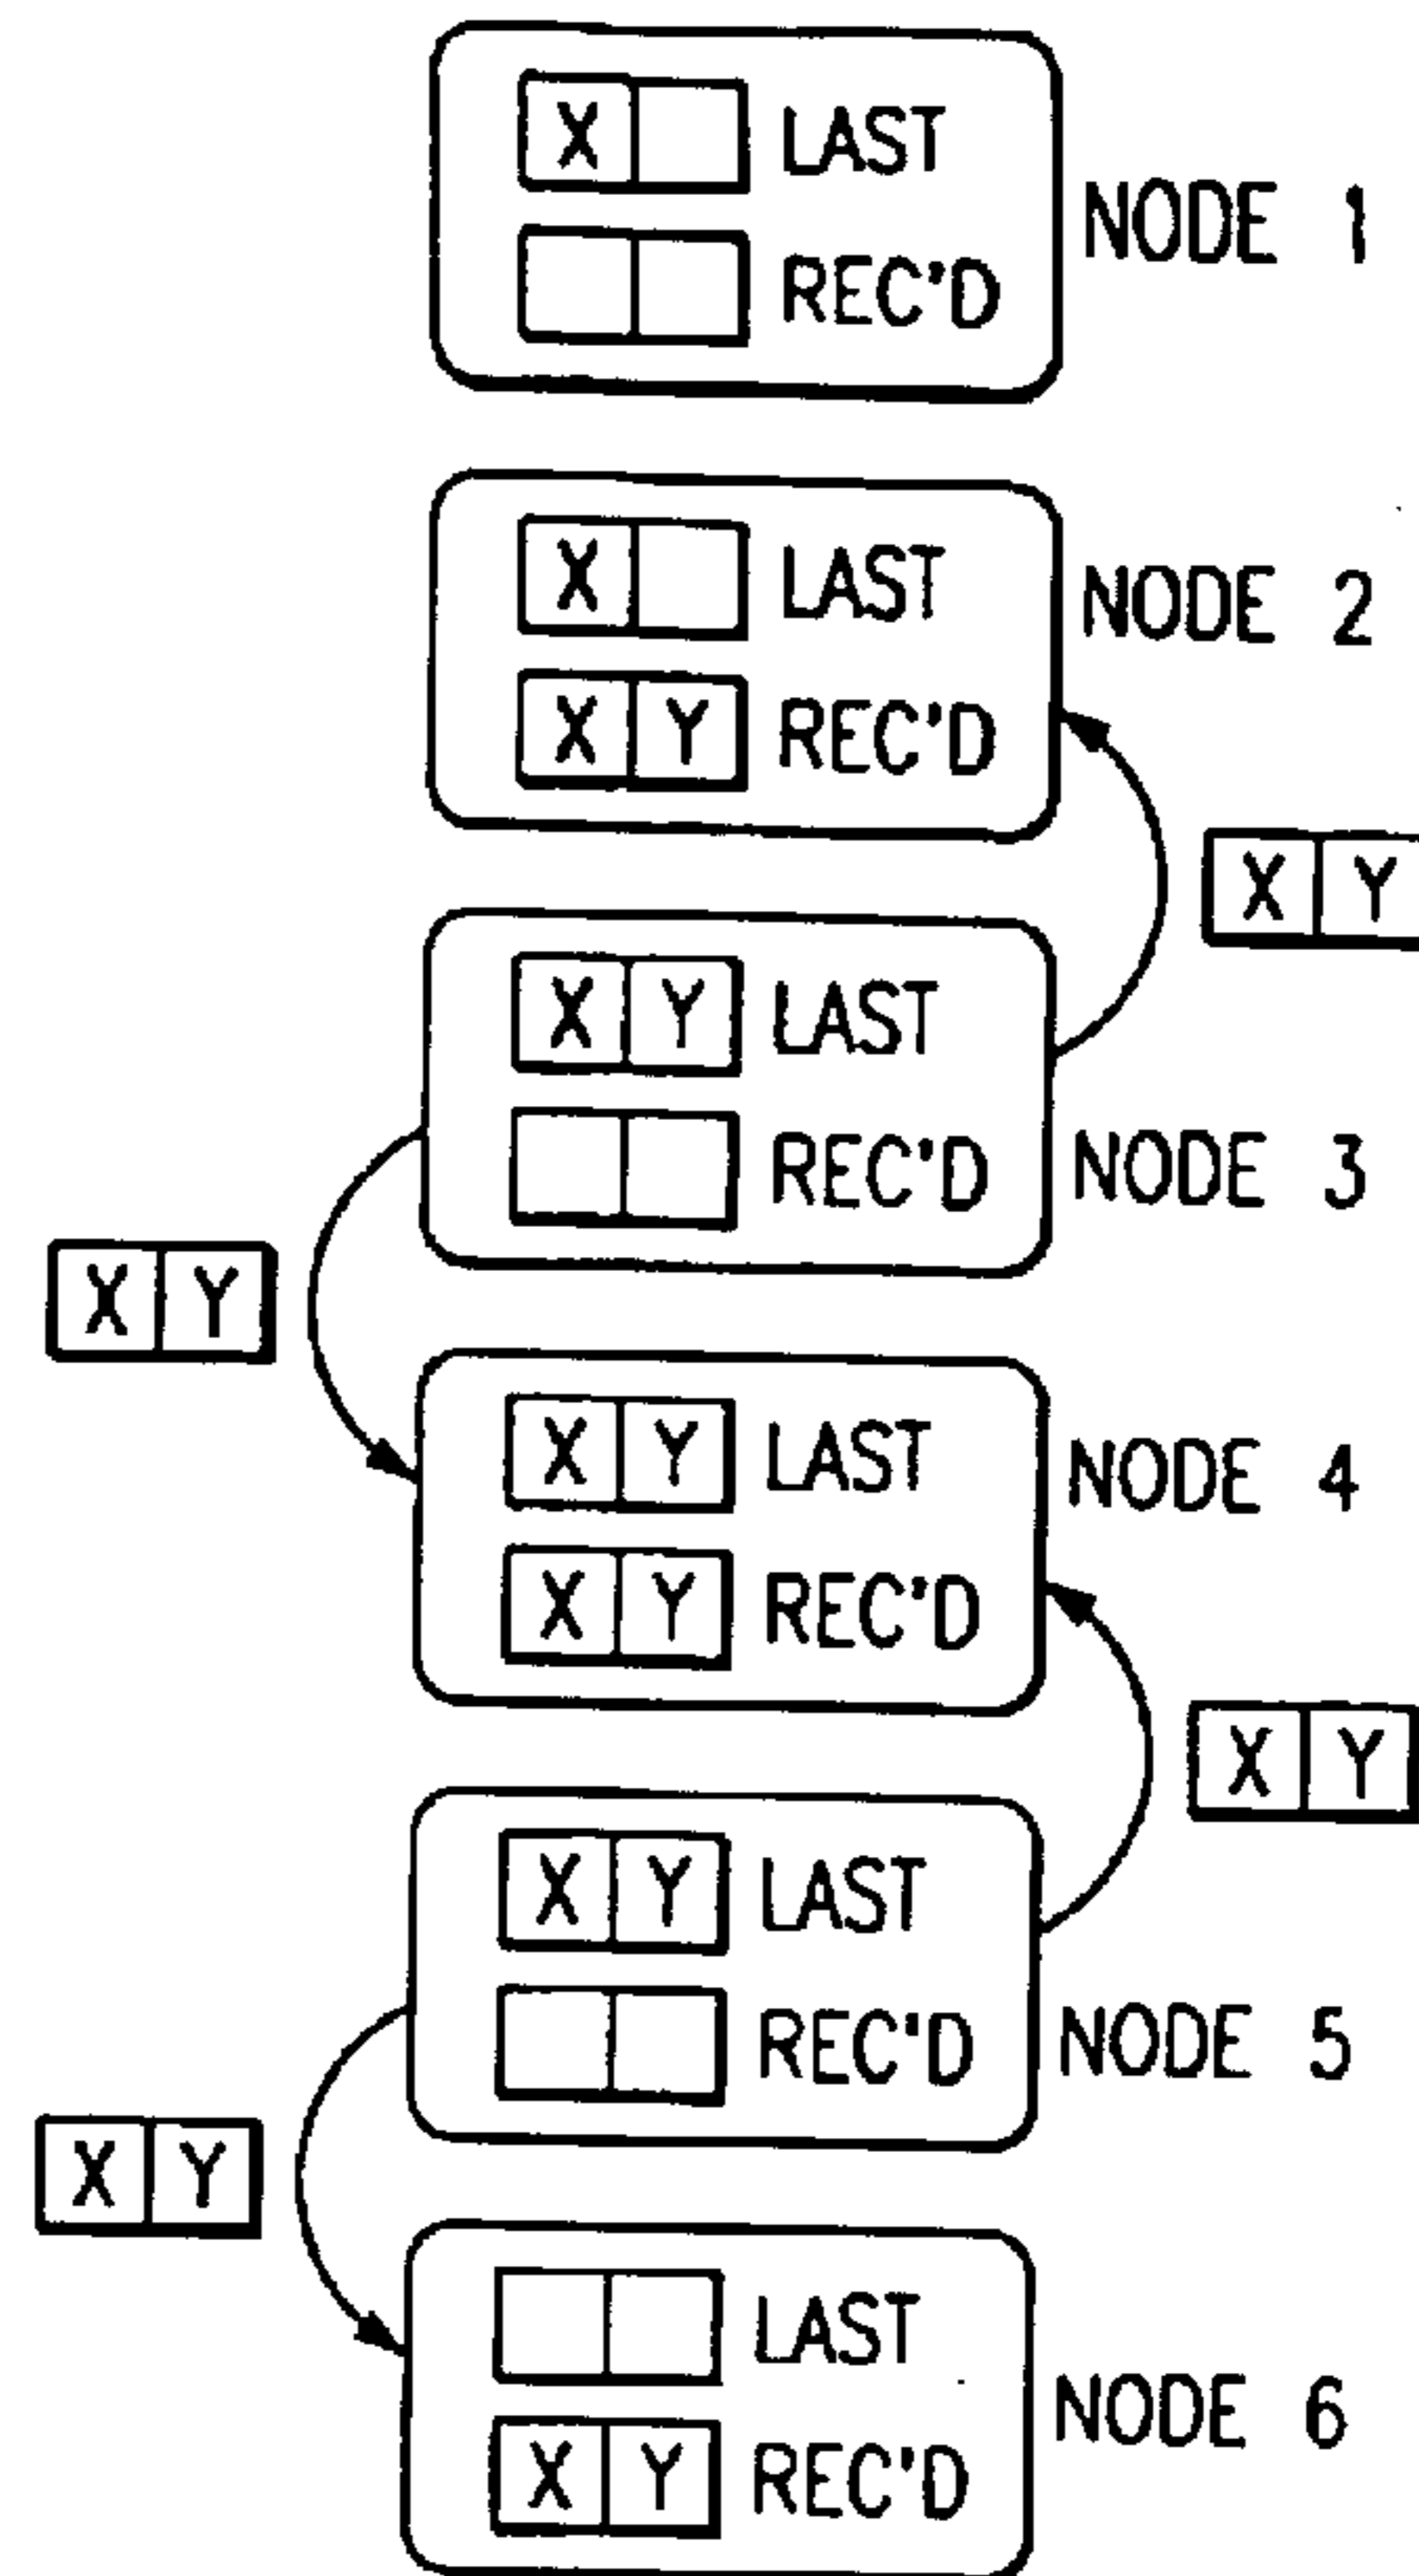 X LAST
NODE 1
REC'D
X LAST
NODE 2
X Y REC'D
X Y
X Y LAST
REC'D NODE 3
X Y
X Y LAST
NODE 4
X Y REC'D
X Y
X Y LAST
REC'D NODE 5
X Y
LAST
NODE 6
X Y REC'D